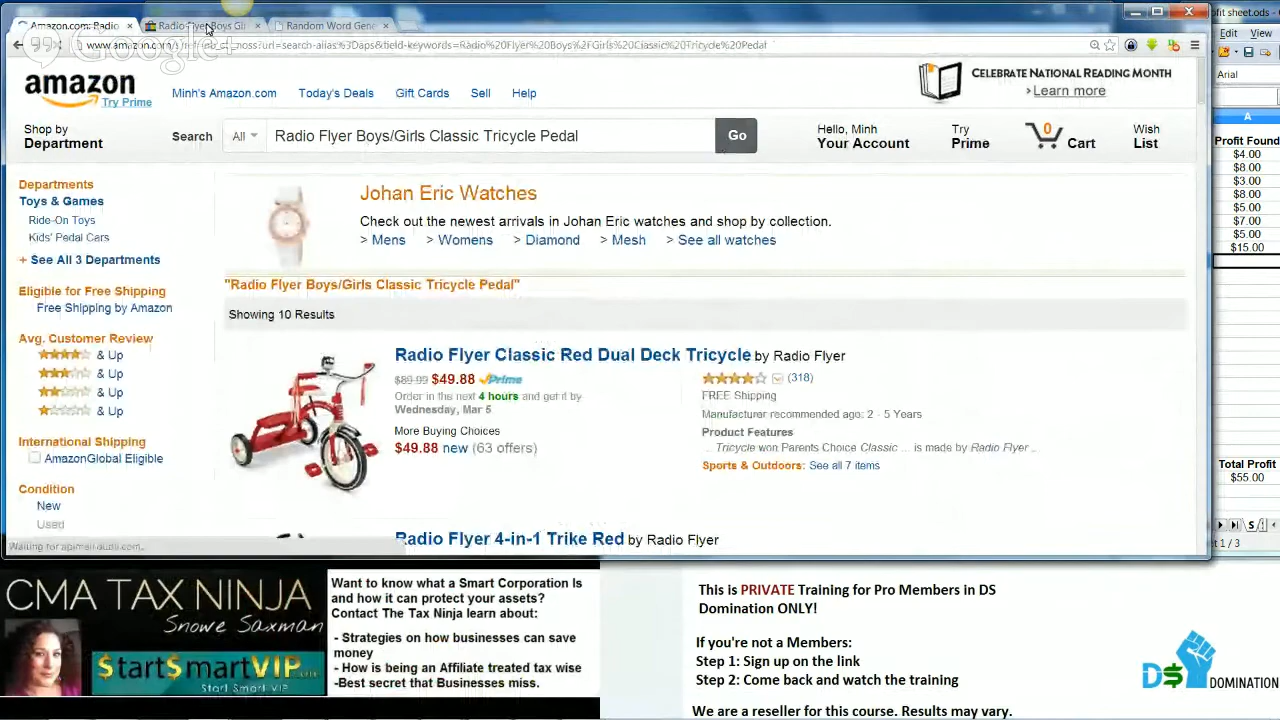 Amazon.com: Radio
Radio Flyer Boys Gi
Random Word Gene
ofit sheet.ods
Edit View
Arial
amazon
Try Prime
Minh's Amazon.com Today's Deals Gift Cards Sell Help
CELEBRATE NATIONAL READING MONTH
› Learn more
Shop by
Department
Search All Radio Flyer Boys/Girls Classic Tricycle Pedal Go
Hello, Minh
Your Account
Try
Prime
0
Cart
Wish
List
Departments
Toys & Games
Ride-On Toys
Kids' Pedal Cars
+ See All 3 Departments
Eligible for Free Shipping
Free Shipping by Amazon
Avg. Customer Review
& Up
& Up
& Up
& Up
International Shipping
AmazonGlobal Eligible
Condition
New
Used
Johan Eric Watches
Check out the newest arrivals in Johan Eric watches and shop by collection.
> Mens > Womens > Diamond > Mesh > See all watches
"Radio Flyer Boys/Girls Classic Tricycle Pedal"
Showing 10 Results
Radio Flyer Classic Red Dual Deck Tricycle by Radio Flyer
$89.99 $49.88 Prime
Order in the next 4 hours and get it by
Wednesday, Mar 5
More Buying Choices
$49.88 new (63 offers)
(318)
FREE Shipping
Manufacturer recommended age: 2 - 5 Years
Product Features
... Tricycle won Parents Choice Classic ... is made by Radio Flyer ...
Sports & Outdoors: See all 7 items
Radio Flyer 4-in-1 Trike Red by Radio Flyer
A
Profit Found
$4.00
$8.00
$3.00
$8.00
$5.00
$7.00
$5.00
$15.00
Total Profit
$55.00
1 / 3
CMA TAX NINJA
Snowe Saxman
$tart$martVIP
Start Smart VIP
Want to know what a Smart Corporation Is
and how it can protect your assets?
Contact The Tax Ninja learn about:
- Strategies on how businesses can save
money
- How is being an Affiliate treated tax wise
-Best secret that Businesses miss.
This is PRIVATE Training for Pro Members in DS
Domination ONLY!
If you're not a Members:
Step 1: Sign up on the link
Step 2: Come back and watch the training
We are a reseller for this course. Results may vary.
D$ DOMINATION